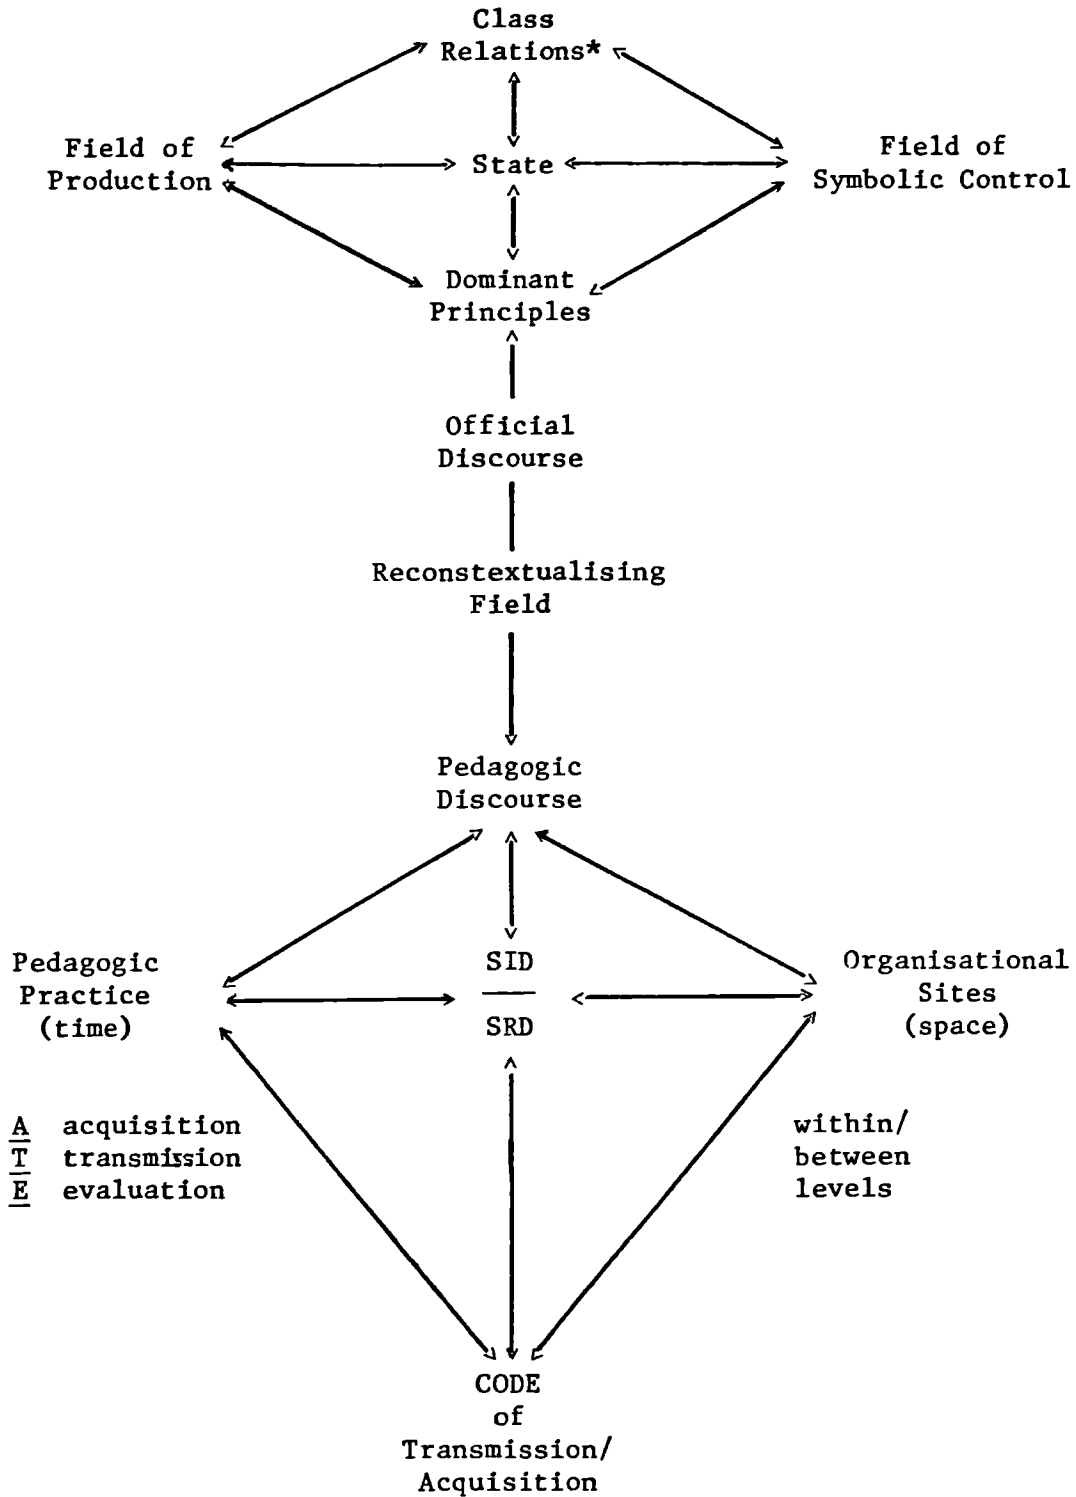 Class
Relations*
Field of
Production
State
Field of
Symbolic Control
Dominant
Principles
Official
Discourse
Reconstextualising
Field
Pedagogic
Discourse
Pedagogic
Practice
(time)
SID
SRD
Organisational
Sites
(space)
A acquisition
T transmission
E evaluation
within/
between
levels
CODE
of
Transmission/
Acquisition